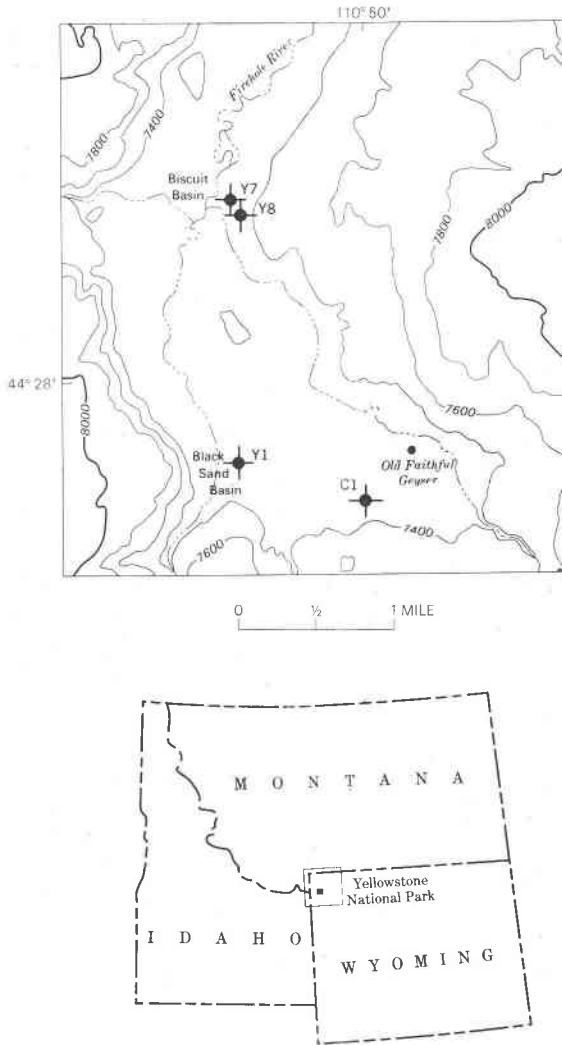 110° 50'
Firehole River
7800
7400
Biscuit
Basin
Y7
Y8
8000
1800
44° 28'
7600
8000
Black
Sand
Basin
Y1
Old Faithful
Geyser
C1
7400
7600
0 ½ 1 MILE
M O N T A N A
Yellowstone
National Park
I D A H O
W Y O M I N G